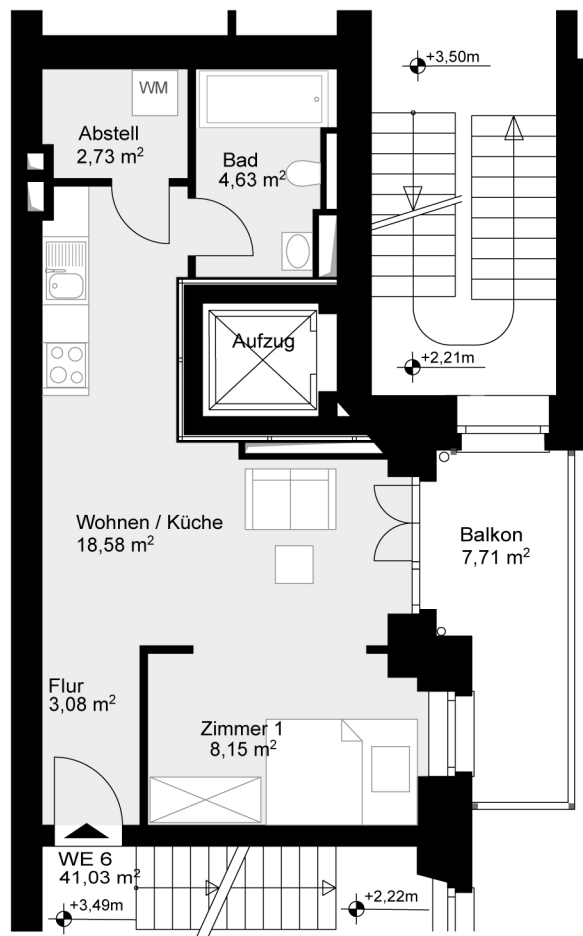 +3,50m
WM
Abstell
2,73 m²
Bad
4,63 m²
Aufzug
+2,21m
Wohnen / Küche
18,58 m²
Balkon
7,71 m²
Flur
3,08 m²
Zimmer 1
8,15 m²
WE 6
41,03 m²
+3,49m
+2,22m